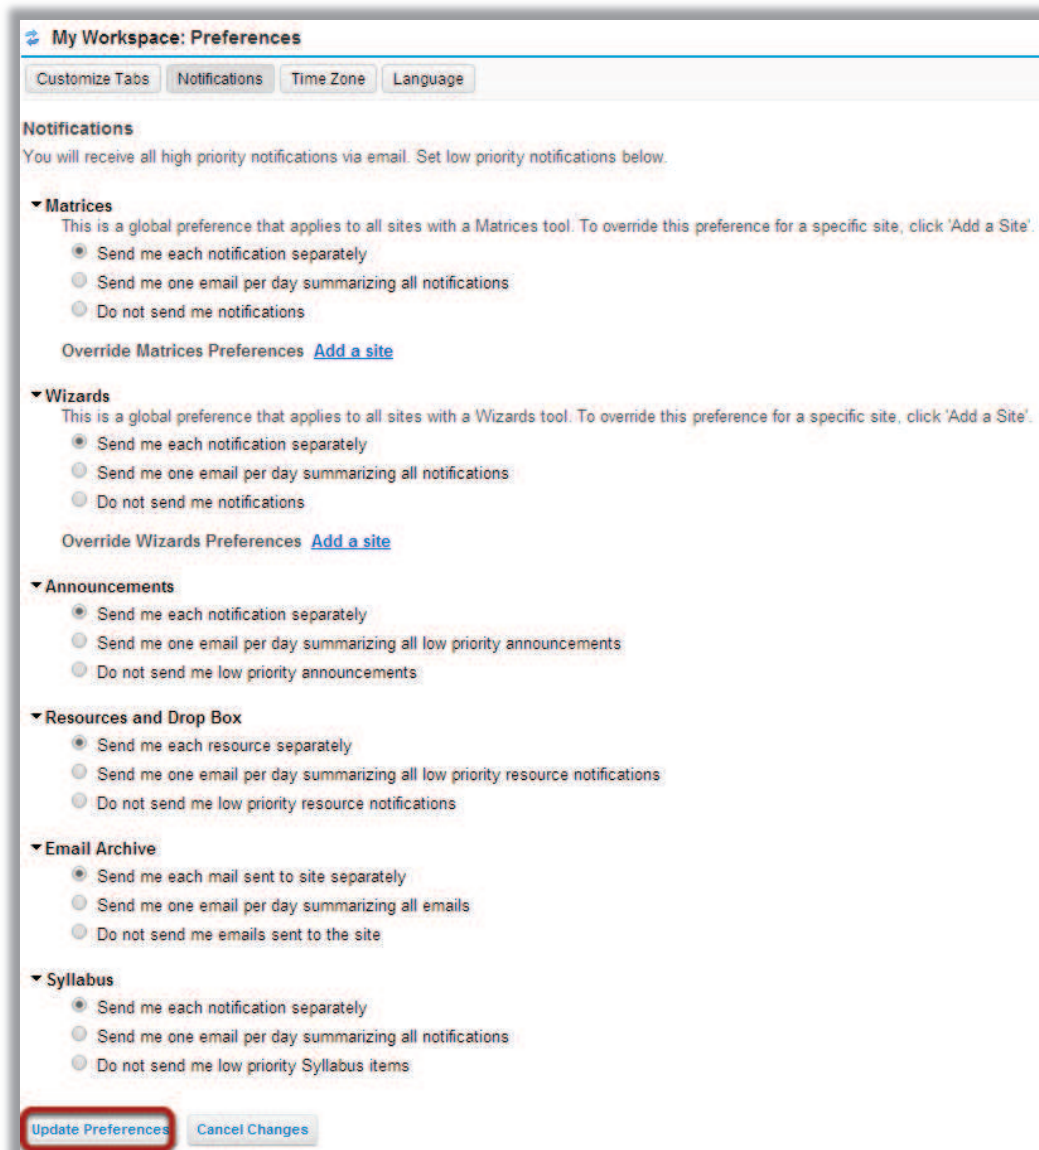 My Workspace: Preferences
Customize Tabs Notifications Time Zone Language
Notifications
You will receive all high priority notifications via email. Set low priority notifications below.
Matrices
This is a global preference that applies to all sites with a Matrices tool. To override this preference for a specific site, click 'Add a Site'.
Send me each notification separately
Send me one email per day summarizing all notifications
Do not send me notifications
Override Matrices Preferences Add a site
Wizards
This is a global preference that applies to all sites with a Wizards tool. To override this preference for a specific site, click 'Add a Site'.
Send me each notification separately
Send me one email per day summarizing all notifications
Do not send me notifications
Override Wizards Preferences Add a site
Announcements
Send me each notification separately
Send me one email per day summarizing all low priority announcements
Do not send me low priority announcements
Resources and Drop Box
Send me each resource separately
Send me one email per day summarizing all low priority resource notifications
Do not send me low priority resource notifications
Email Archive
Send me each mail sent to site separately
Send me one email per day summarizing all emails
Do not send me emails sent to the site
Syllabus
Send me each notification separately
Send me one email per day summarizing all notifications
Do not send me low priority Syllabus items
Update Preferences Cancel Changes